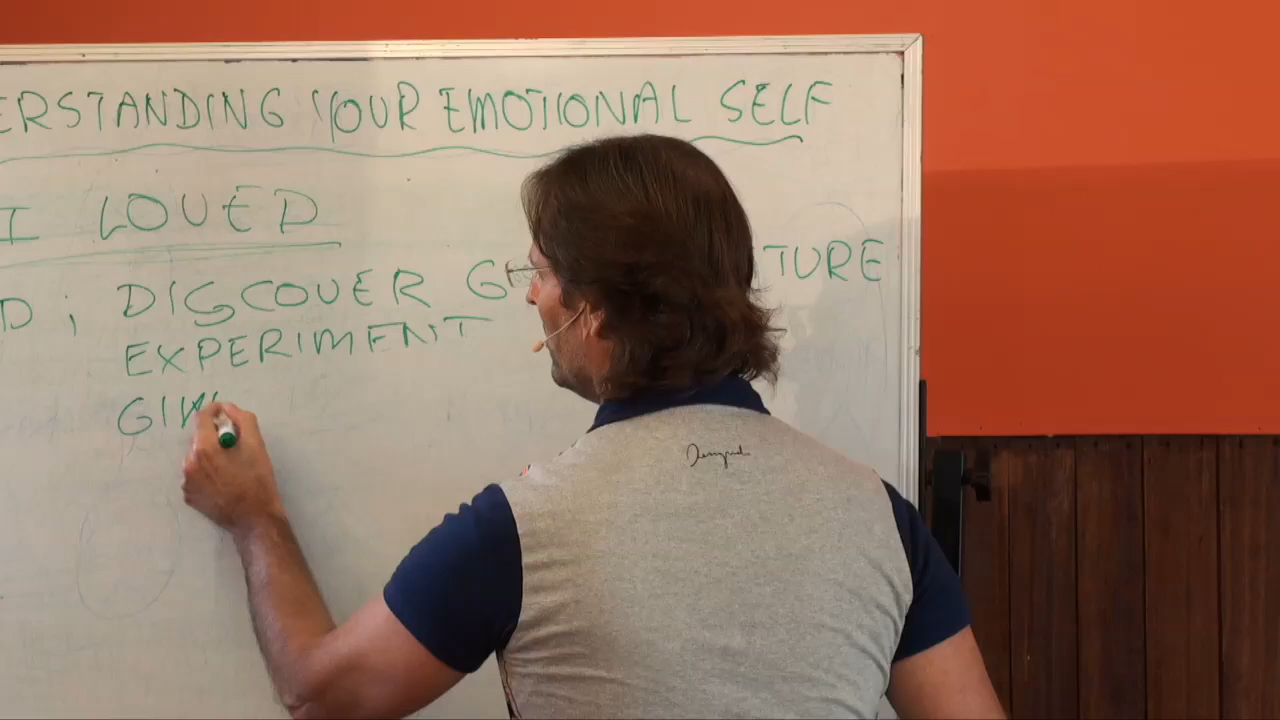 ERSTANDING YOUR EMOTIONAL SELF
I LOVED
D; DISCOVER G TURE
EXPERIMENT